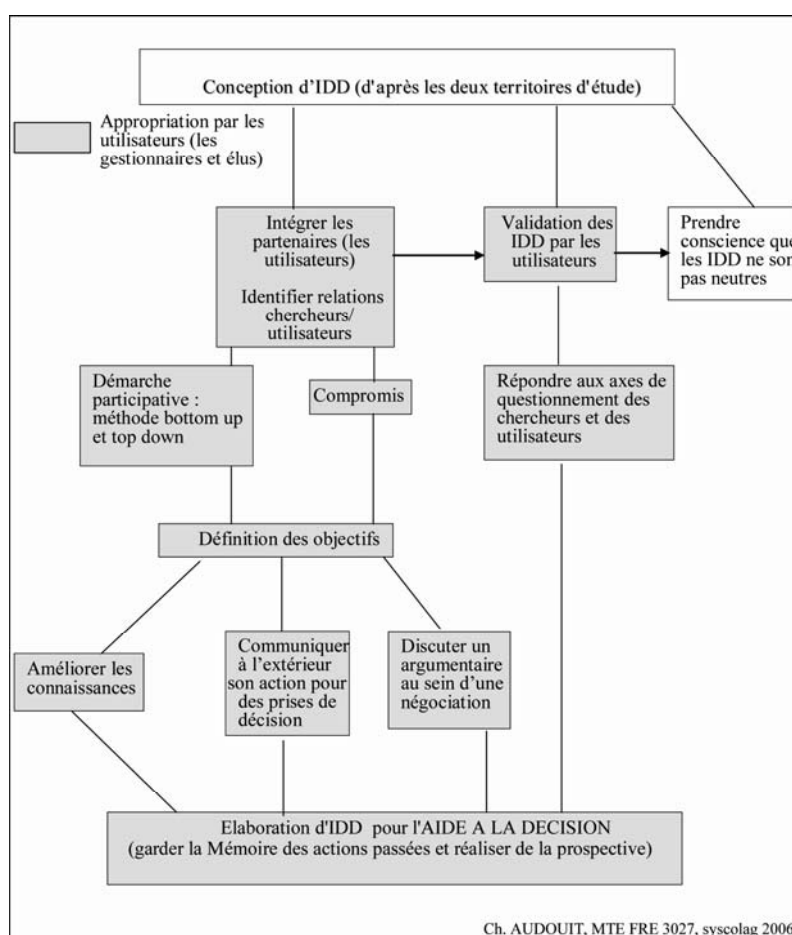 Conception d'IDD (d'après les deux territoires d'étude)
Appropriation par les
utilisateurs (les
gestionnaires et élus)
Intégrer les
partenaires (les
utilisateurs)
Identifier relations
chercheurs/
utilisateurs
Validation des
IDD par les
utilisateurs
Prendre
conscience que
les IDD ne son
pas neutres
Démarche
participative :
méthode bottom up
et top down
Compromis
Répondre aux axes de
questionnement des
chercheurs et des
utilisateurs
Définition des objectifs
Améliorer les
connaissances
Communiquer
à l'extérieur
son action pour
des prises de
décision
Discuter un
argumentaire
au sein d'une
négociation
Elaboration d'IDD pour l'AIDE A LA DECISION
(garder la Mémoire des actions passées et réaliser de la prospective)
Ch. AUDOUIT, MTE FRE 3027, syscolag 2006